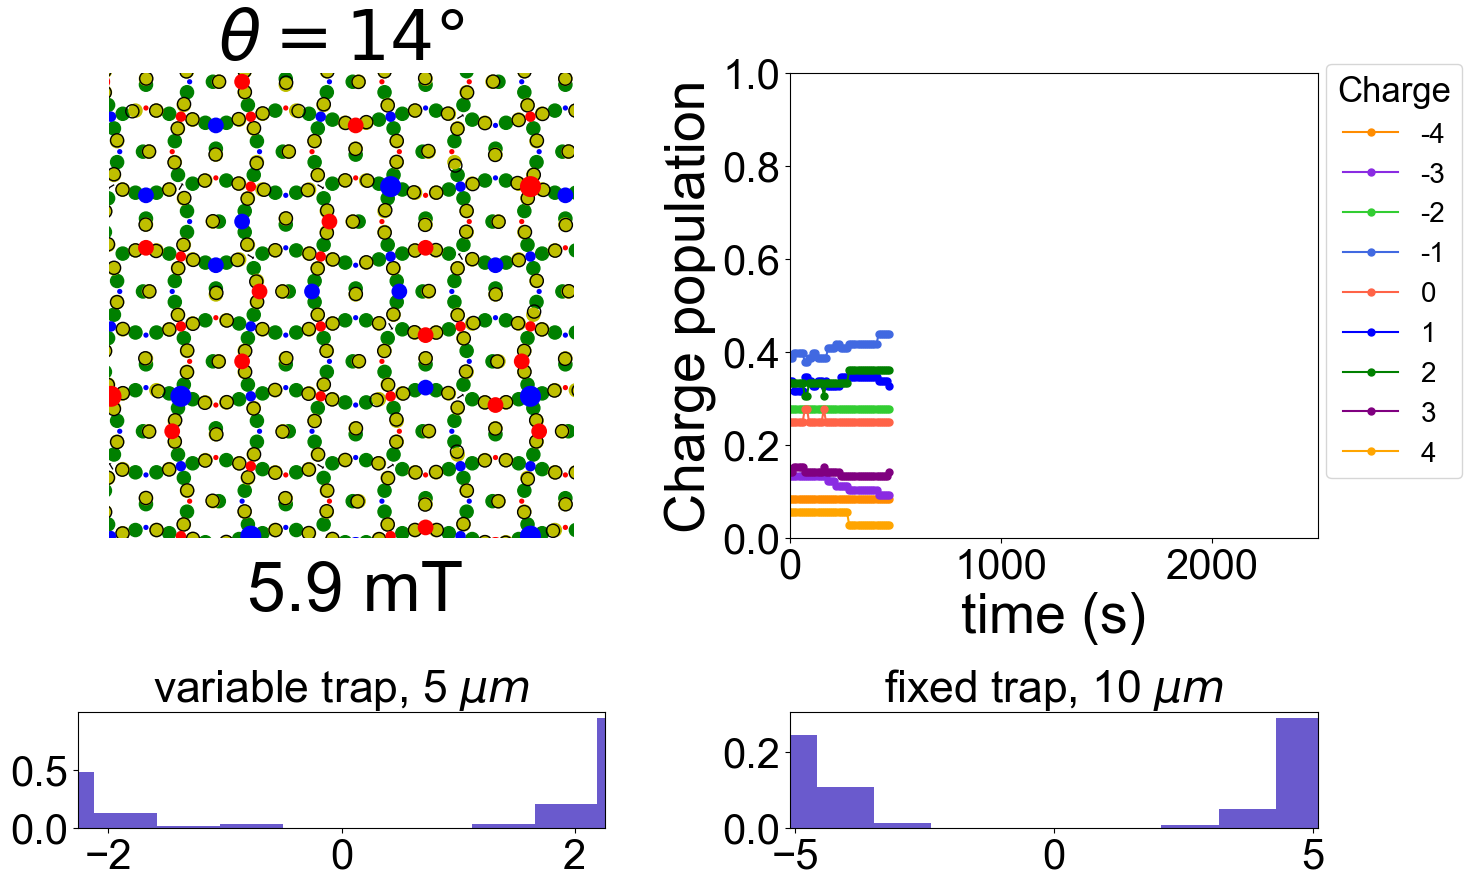 θ = 14°
5.9 mT
Charge population
1.0
0.8
0.6
0.4
0.2
0.0
0 1000 2000
time (s)
Charge
-4
-3
-2
-1
0
1
2
3
4
variable trap, 5 μm
0.5
0.0
−2 0 2
fixed trap, 10 μm
0.2
0.0
−5 0 5